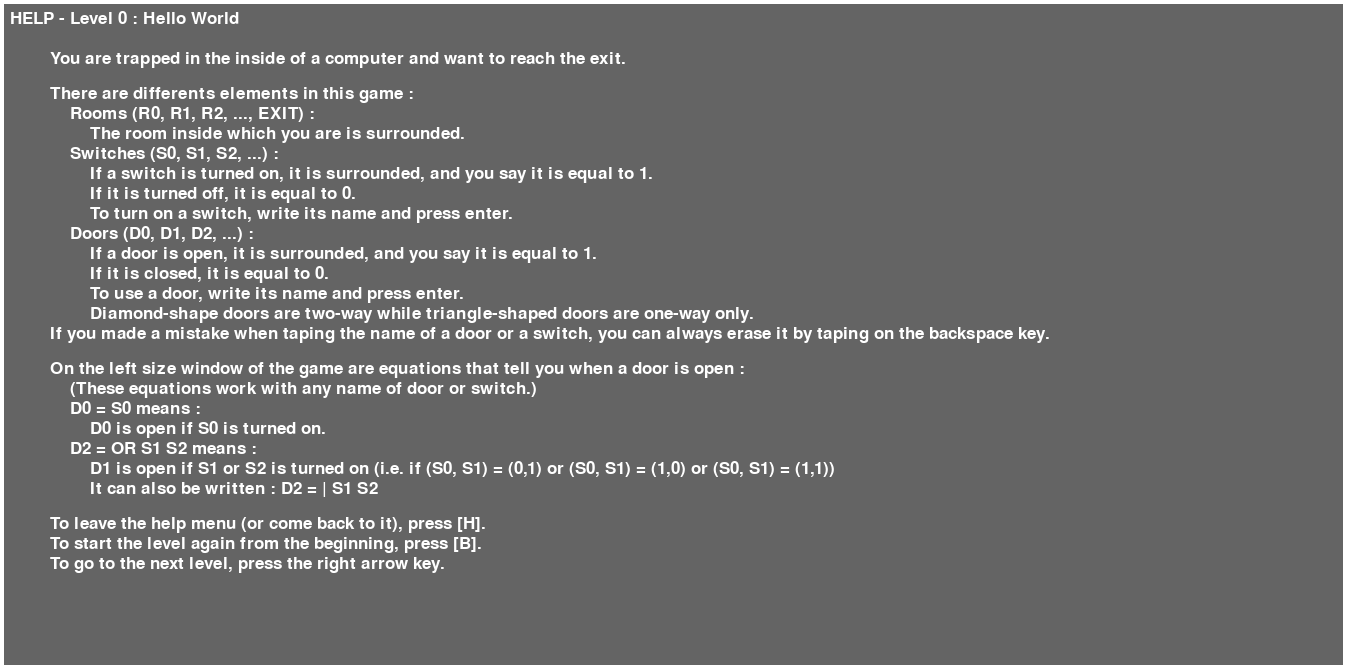 HELP - Level 0 : Hello World
You are trapped in the inside of a computer and want to reach the exit.
There are differents elements in this game :
Rooms (R0, R1, R2, ..., EXIT) :
The room inside which you are is surrounded.
Switches (S0, S1, S2, ...) :
If a switch is turned on, it is surrounded, and you say it is equal to 1.
If it is turned off, it is equal to 0.
To turn on a switch, write its name and press enter.
Doors (D0, D1, D2, ...) :
If a door is open, it is surrounded, and you say it is equal to 1.
If it is closed, it is equal to 0.
To use a door, write its name and press enter.
Diamond-shape doors are two-way while triangle-shaped doors are one-way only.
If you made a mistake when taping the name of a door or a switch, you can always erase it by taping on the backspace key.
On the left size window of the game are equations that tell you when a door is open :
(These equations work with any name of door or switch.)
D0 = S0 means :
D0 is open if S0 is turned on.
D2 = OR S1 S2 means :
D1 is open if S1 or S2 is turned on (i.e. if (S0, S1) = (0,1) or (S0, S1) = (1,0) or (S0, S1) = (1,1))
It can also be written : D2 = | S1 S2
To leave the help menu (or come back to it), press [H].
To start the level again from the beginning, press [B].
To go to the next level, press the right arrow key.